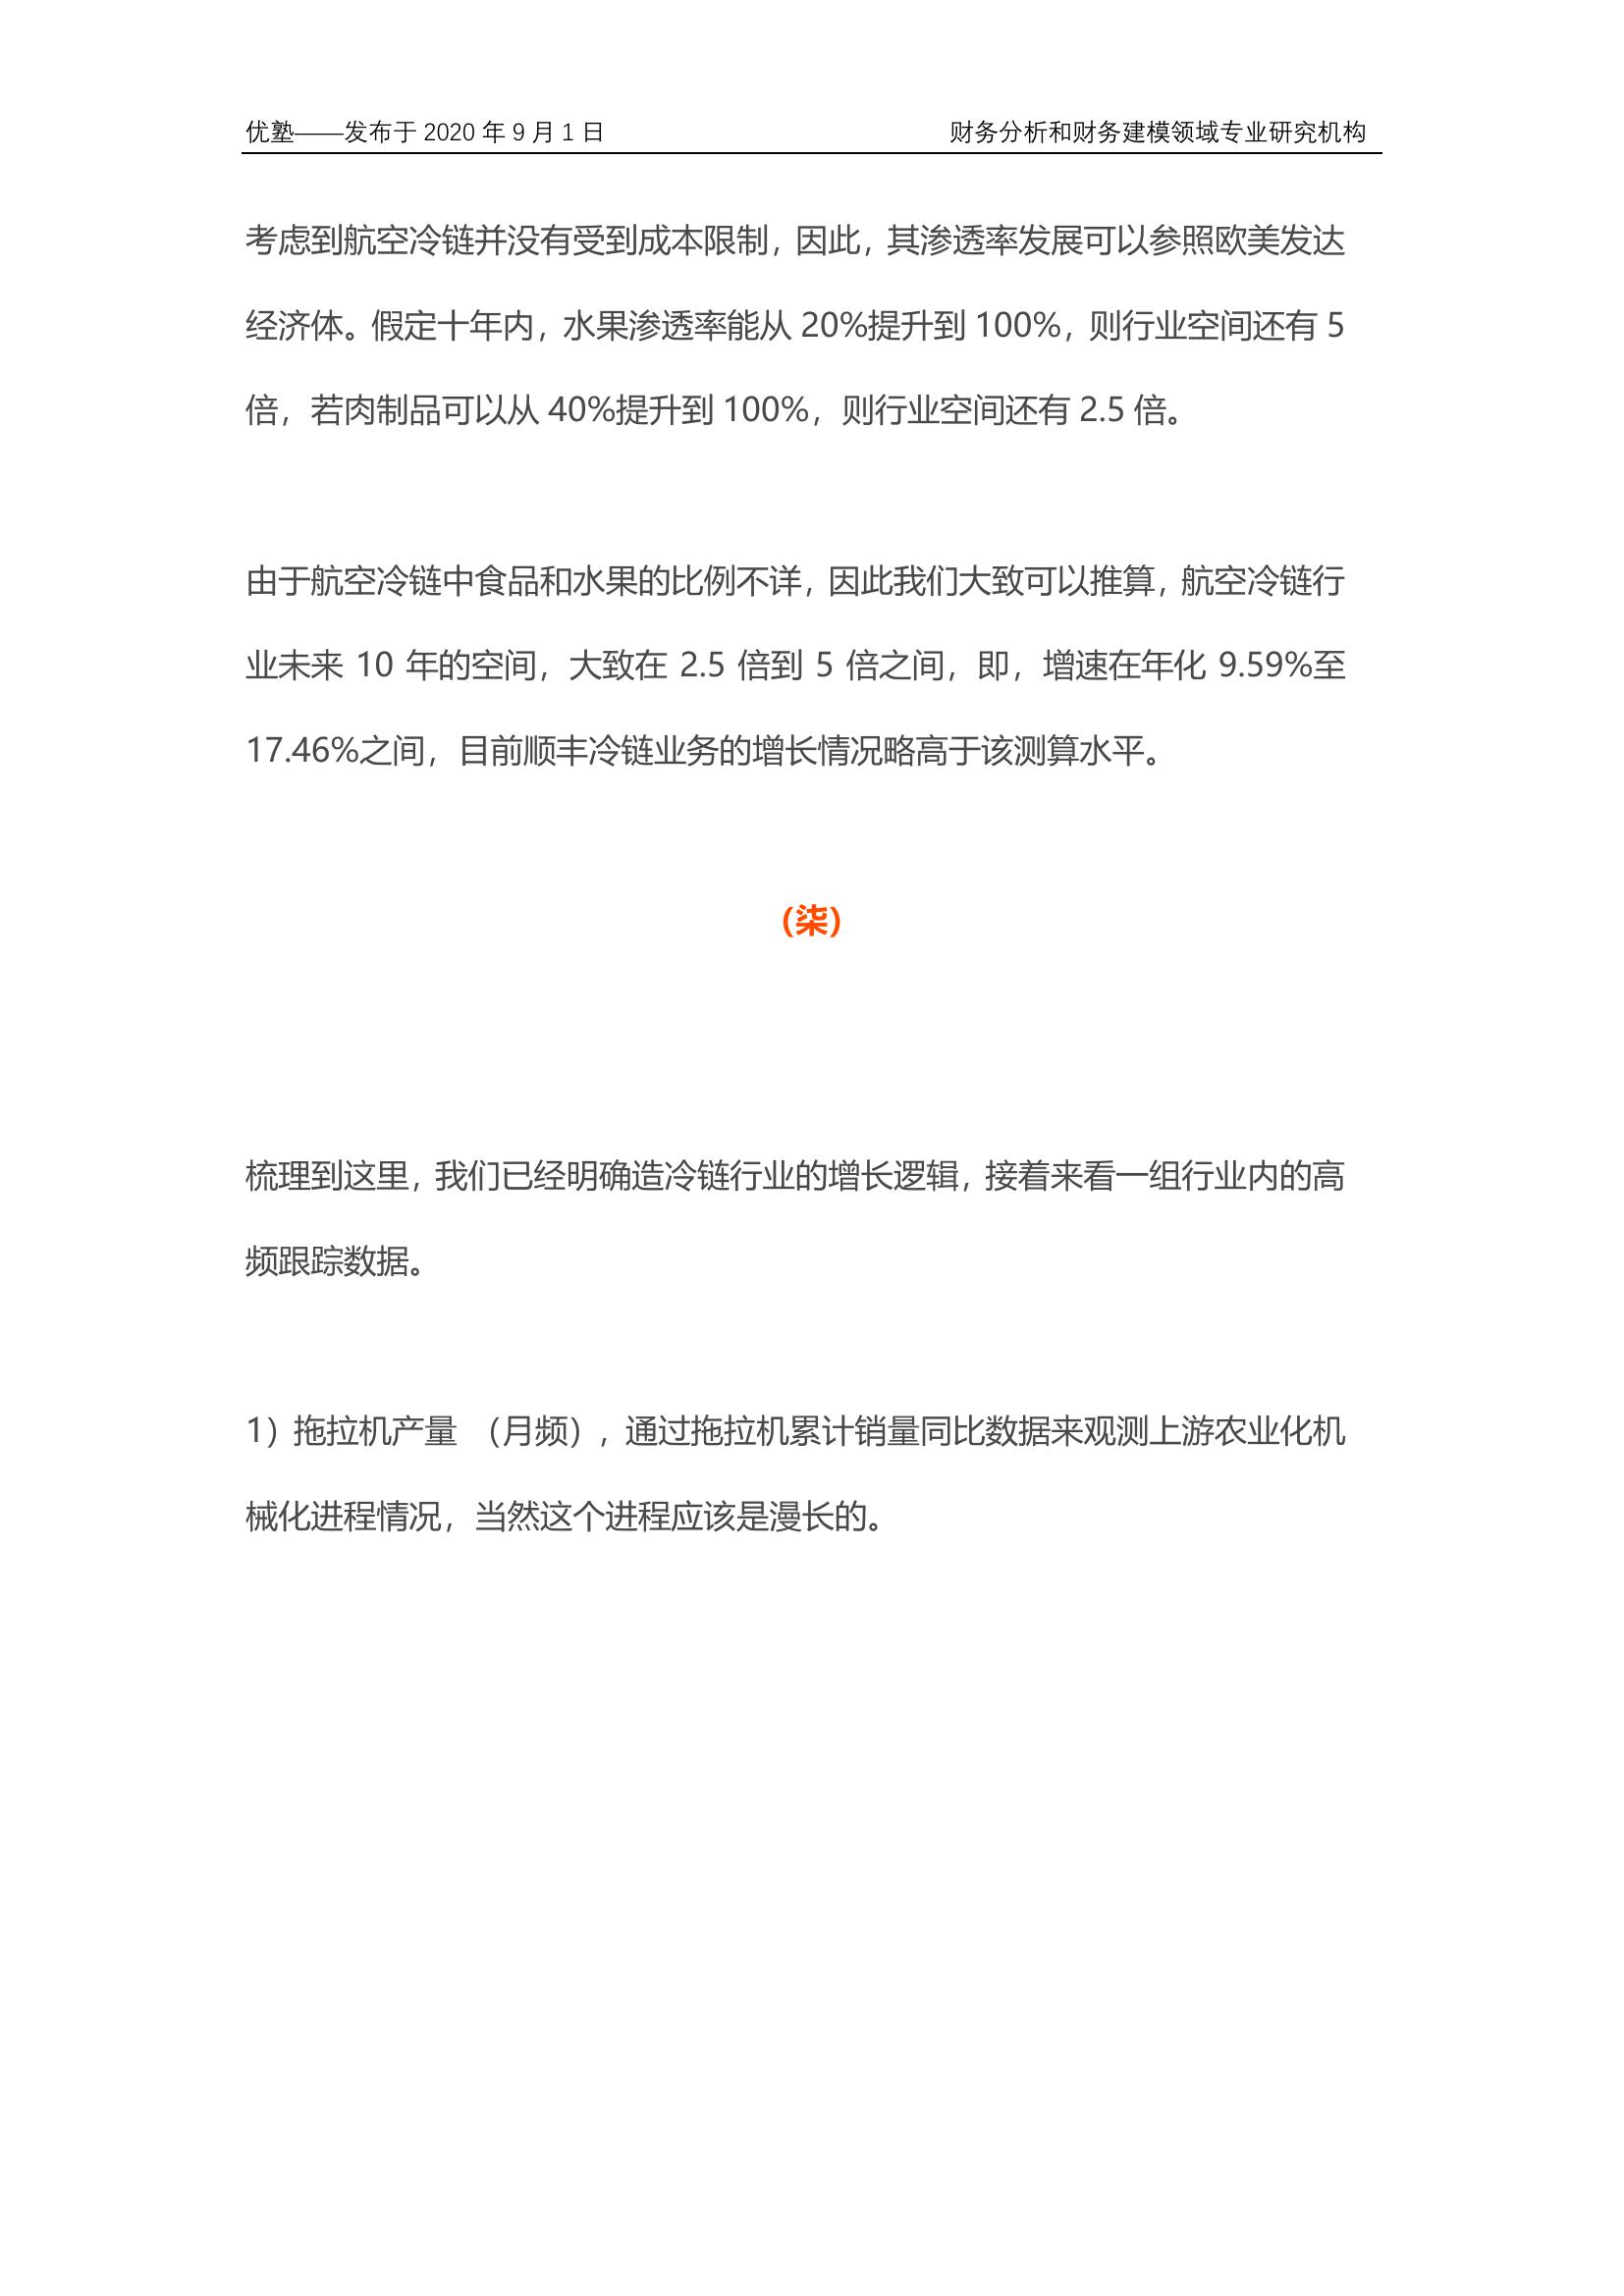 优塾——发布于 2020 年 9 月 1 日 财务分析和财务建模领域专业研究机构
考虑到航空冷链并没有受到成本限制，因此，其渗透率发展可以参照欧美发达
经济体。假定十年内，水果渗透率能从 20%提升到 100%，则行业空间还有 5
倍，若肉制品可以从 40%提升到 100%，则行业空间还有 2.5 倍。
由于航空冷链中食品和水果的比例不详，因此我们大致可以推算，航空冷链行
业未来 10 年的空间，大致在 2.5 倍到 5 倍之间，即，增速在年化 9.59%至
17.46%之间，目前顺丰冷链业务的增长情况略高于该测算水平。
（柒）
梳理到这里，我们已经明确造冷链行业的增长逻辑，接着来看一组行业内的高
频跟踪数据。
1）拖拉机产量 （月频），通过拖拉机累计销量同比数据来观测上游农业化机
械化进程情况，当然这个进程应该是漫长的。